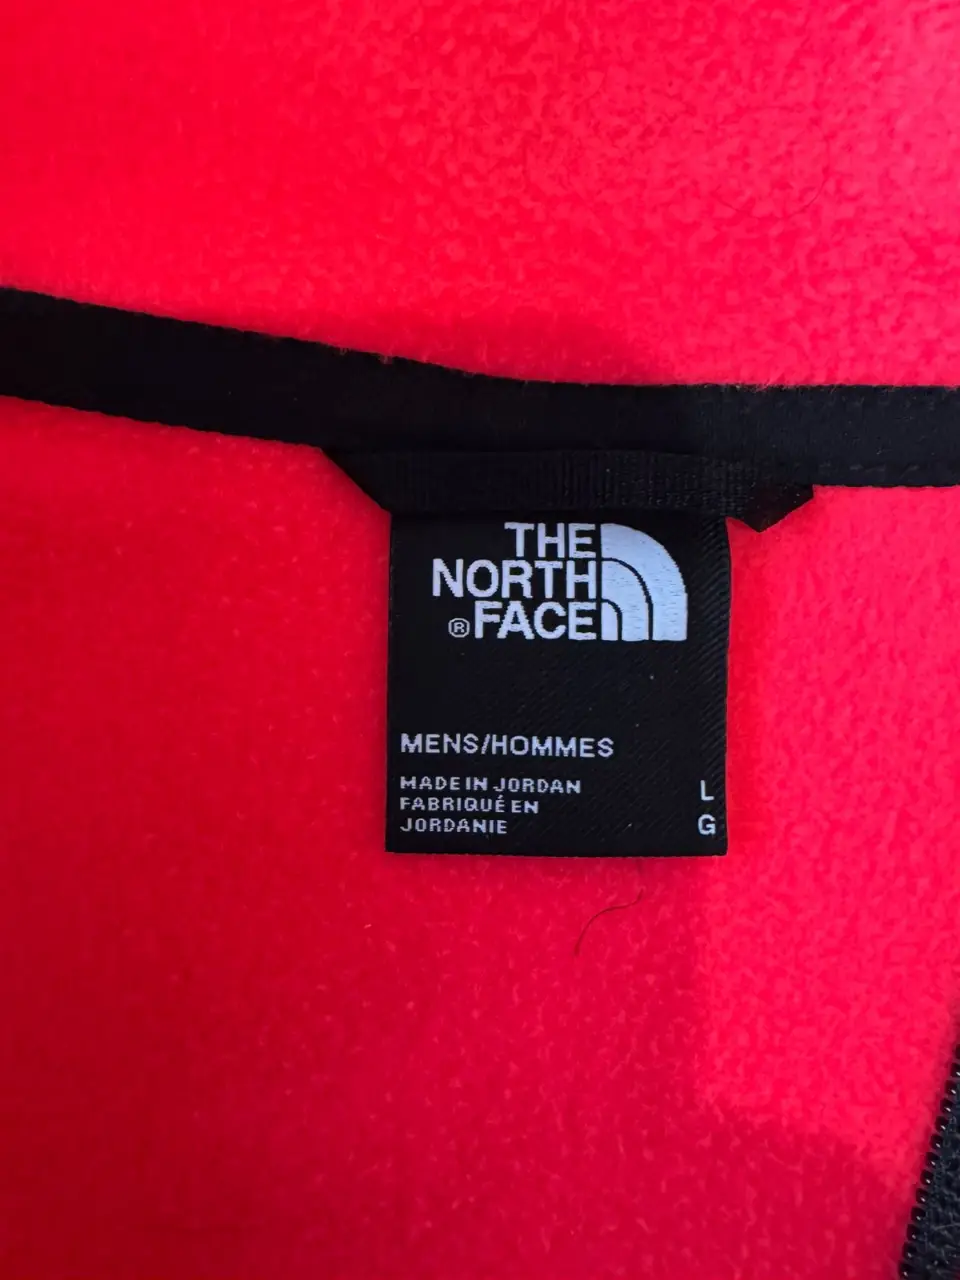 THE
NORTH
® FACE
MENS/HOMMES
MADE IN JORDAN
FABRIQUÉ EN
JORDANIE
L
G